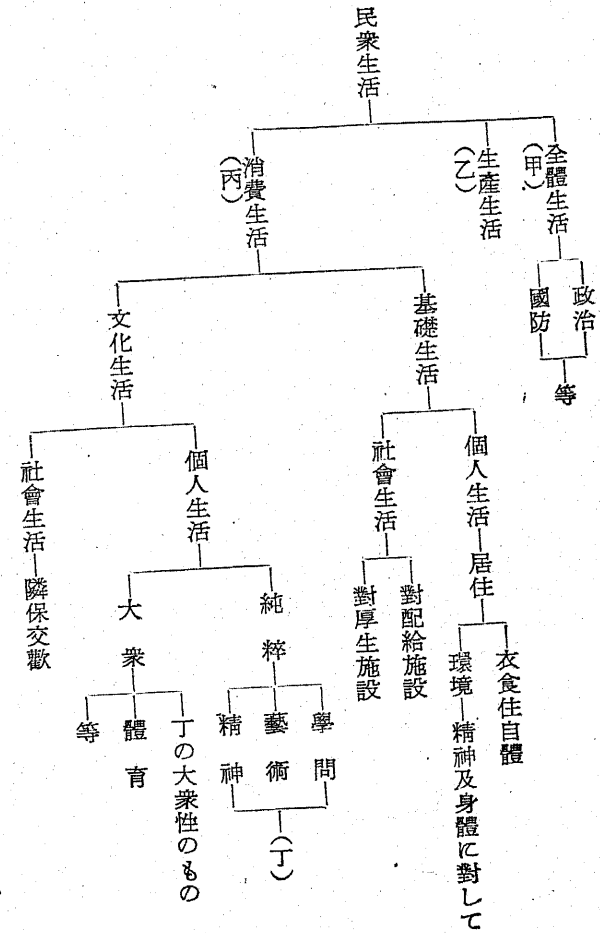 民衆生活
全體生活
(甲)
政治
國防
等
生產生活
(乙)
消費生活
(丙)
基礎生活
個人生活
居住
衣食住自體
環境
精神及身體に對して
社會生活
對配給施設
對厚生施設
文化生活
個人生活
純粹
學問
藝術
精神
(丁)
大衆
丁の大衆性のもの
體育
等
社會生活
隣保交歡